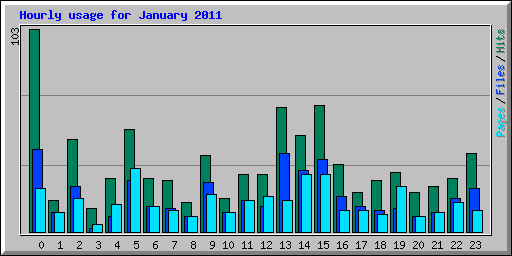 Hourly usage for January 2011
103
Pages/Files/Hits
0 1 2 3 4 5 6 7 8 9 10 11 12 13 14 15 16 17 18 19 20 21 22 23